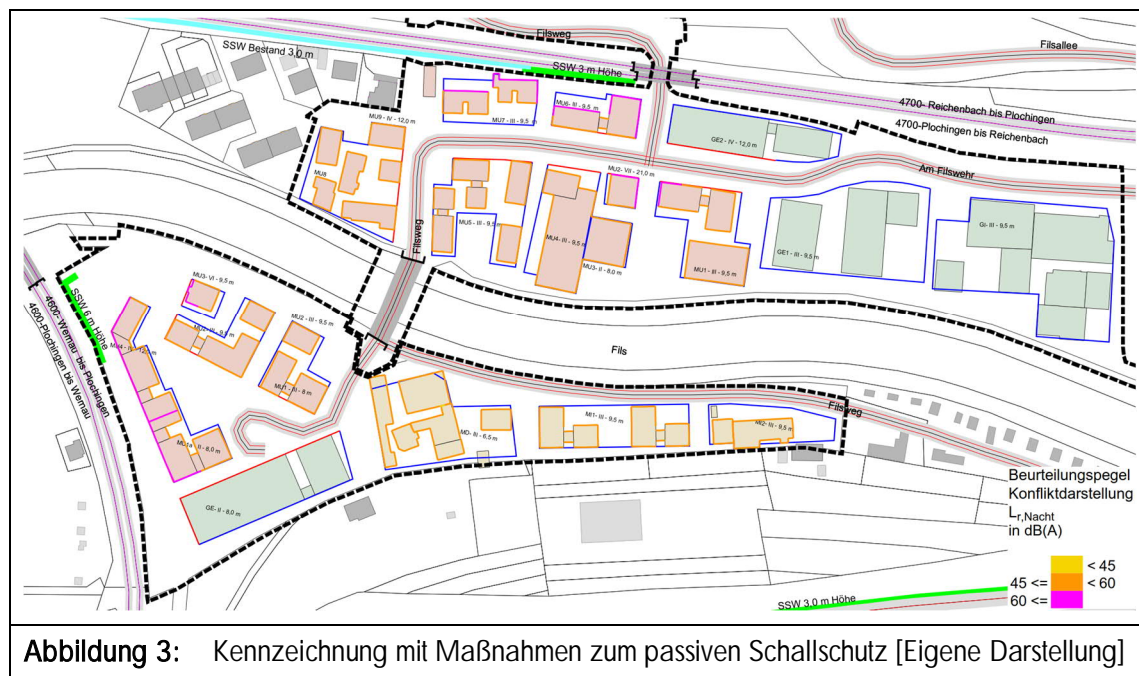 Filsweg
Filsallee
SSW Bestand 3,0 m
SSW 3 m Höhe
4700- Reichenbach bis Plochingen
4700-Plochingen bis Reichenbach
MU9 - IV - 12,0 m
MU7 - III - 9,5 m
MU6- III - 9,5 m
GE2 - IV - 12,0 m
MU8
MU2- VII - 21,0 m
Am Filswehr
Filsweg
MU5 - III - 9,5 m
MU4- III - 9,5 m
MU3 - II - 8,0 m
MU1 - III - 9,5 m
GE1 - III - 9,5 m
GI- III - 9,5 m
SSW 6 m Höhe
4600- Wernau bis Plochingen
4600-Plochingen bis Wernau
MU3- VI - 9,5 m
MU2 - III - 9,5 m
MU1 - III - 8 m
MU1a - II - 8,0 m
GE- II - 8,0 m
Fils
Filsweg
MD- III - 6,5 m
MI1- III - 9,5 m
MI2- III - 9,5 m
Beurteilungspegel
Konfliktdarstellung
Lr,Nacht
in dB(A)
< 45
45 <= < 60
60 <=
SSW 3,0 m Höhe
Abbildung 3: Kennzeichnung mit Maßnahmen zum passiven Schallschutz [Eigene Darstellung]